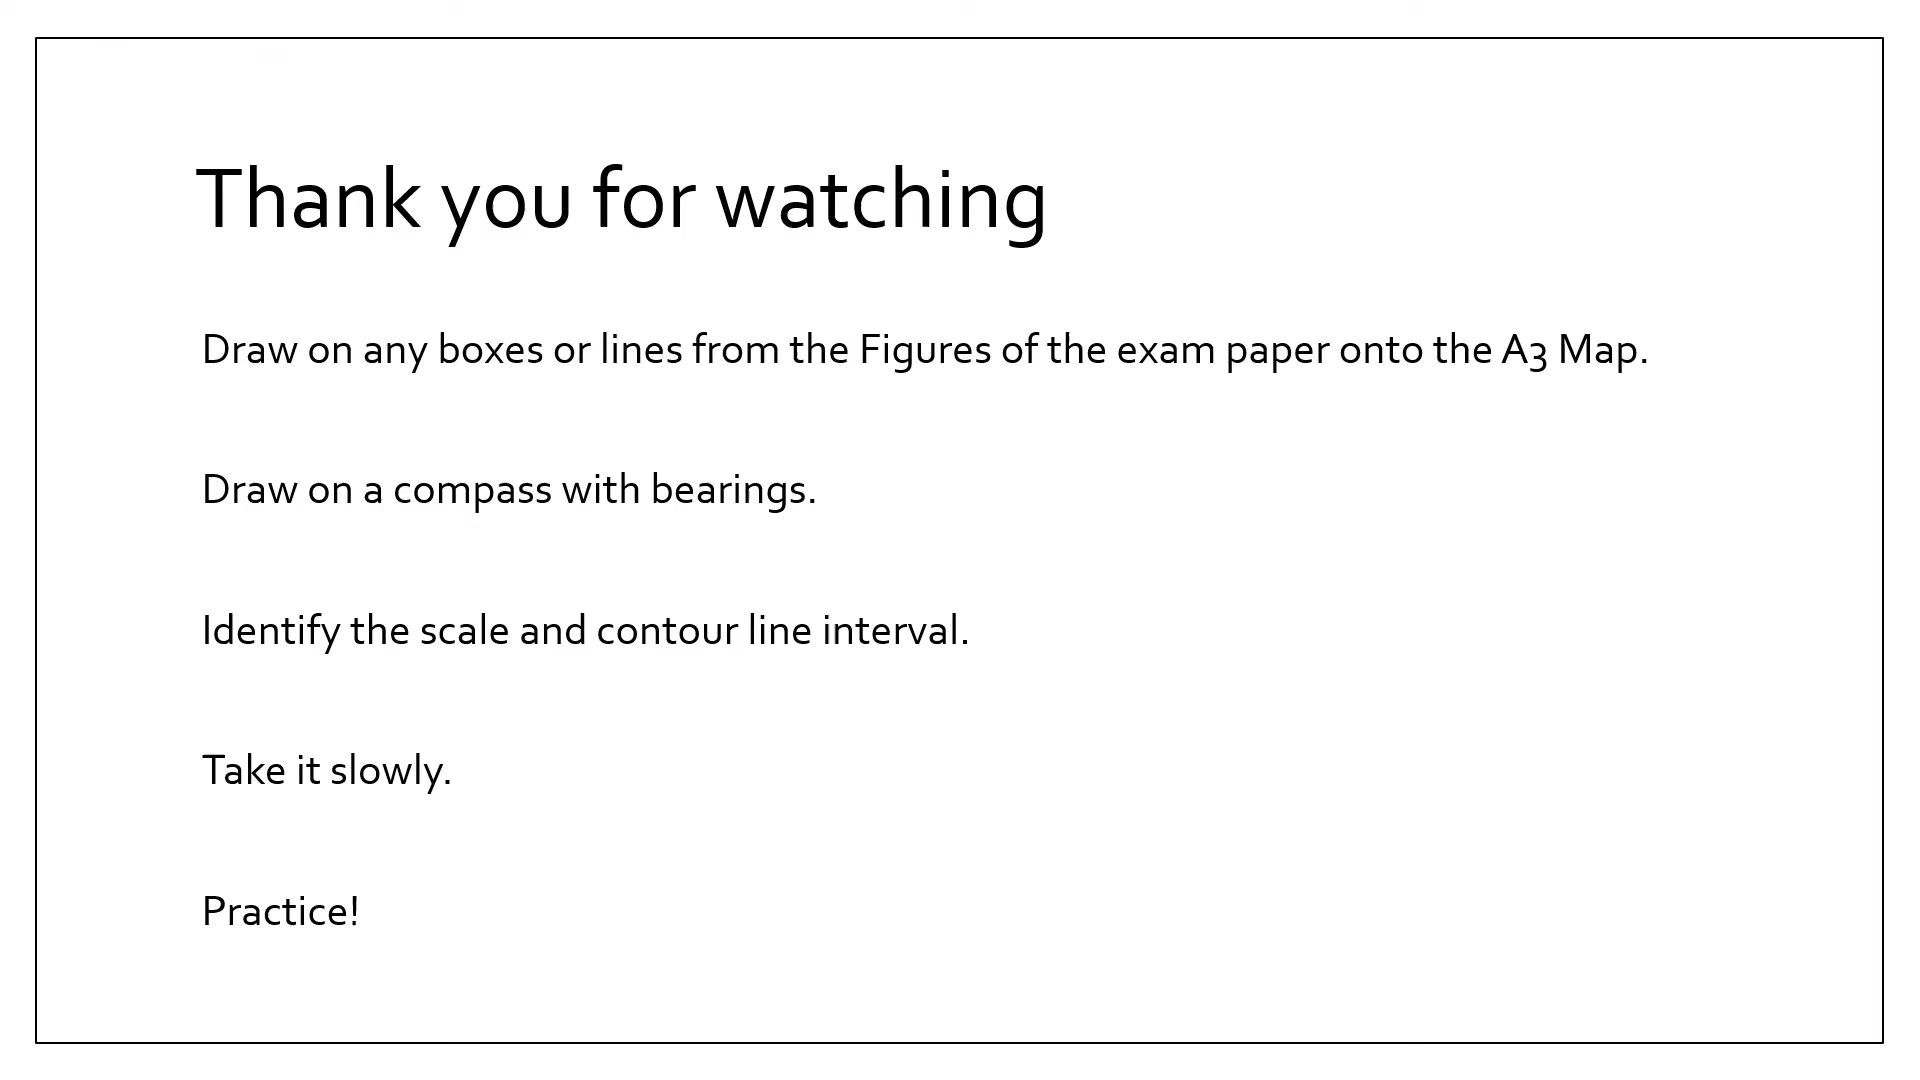 Thank you for watching
Draw on any boxes or lines from the Figures of the exam paper onto the A3 Map.
Draw on a compass with bearings.
Identify the scale and contour line interval.
Take it slowly.
Practice!